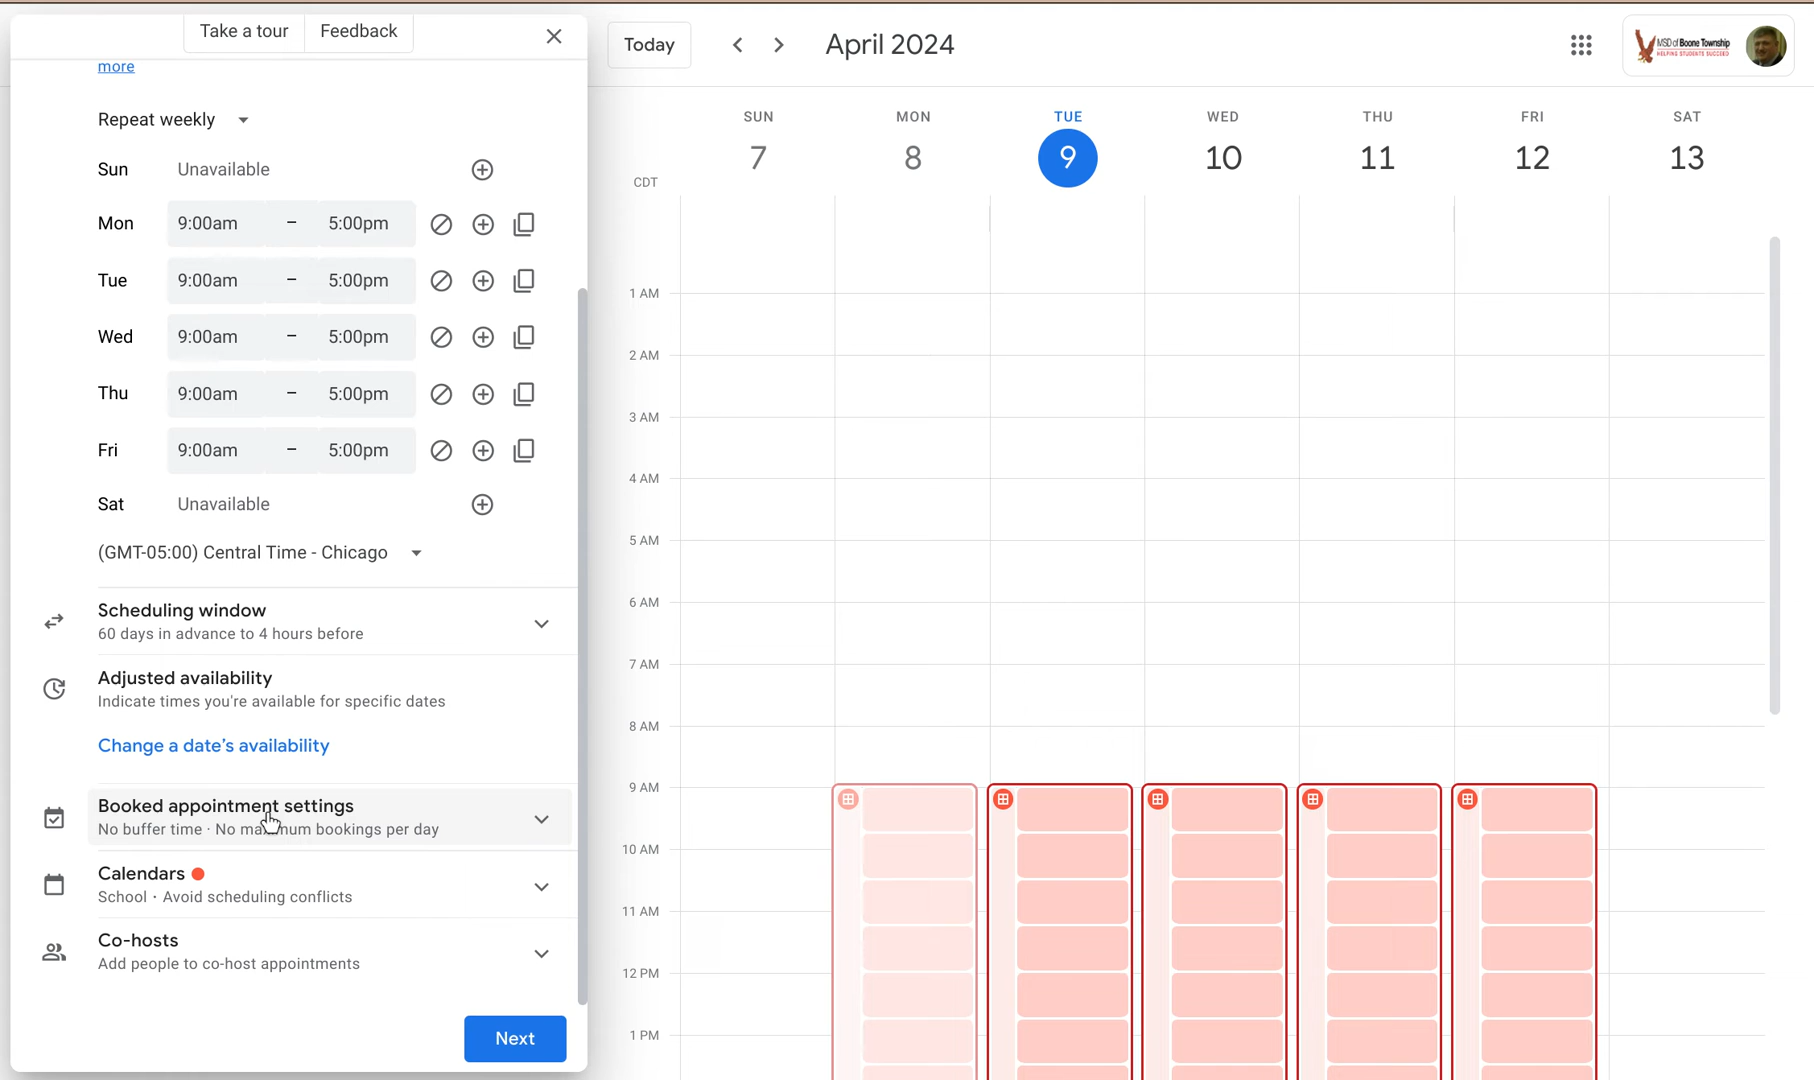 Take a tour
Feedback
more
Repeat weekly
Sun Unavailable
Mon 9:00am – 5:00pm
Tue 9:00am – 5:00pm
Wed 9:00am – 5:00pm
Thu 9:00am – 5:00pm
Fri 9:00am – 5:00pm
Sat Unavailable
(GMT-05:00) Central Time - Chicago
Scheduling window
60 days in advance to 4 hours before
Adjusted availability
Indicate times you're available for specific dates
Change a date's availability
Booked appointment settings
No buffer time · No maximum bookings per day
Calendars
School · Avoid scheduling conflicts
Co-hosts
Add people to co-host appointments
Next
Today
April 2024
MSD of Boone Township
HELPING STUDENTS SUCCEED
SUN MON TUE WED THU FRI SAT
7 8 9 10 11 12 13
CDT
1 AM
2 AM
3 AM
4 AM
5 AM
6 AM
7 AM
8 AM
9 AM
10 AM
11 AM
12 PM
1 PM